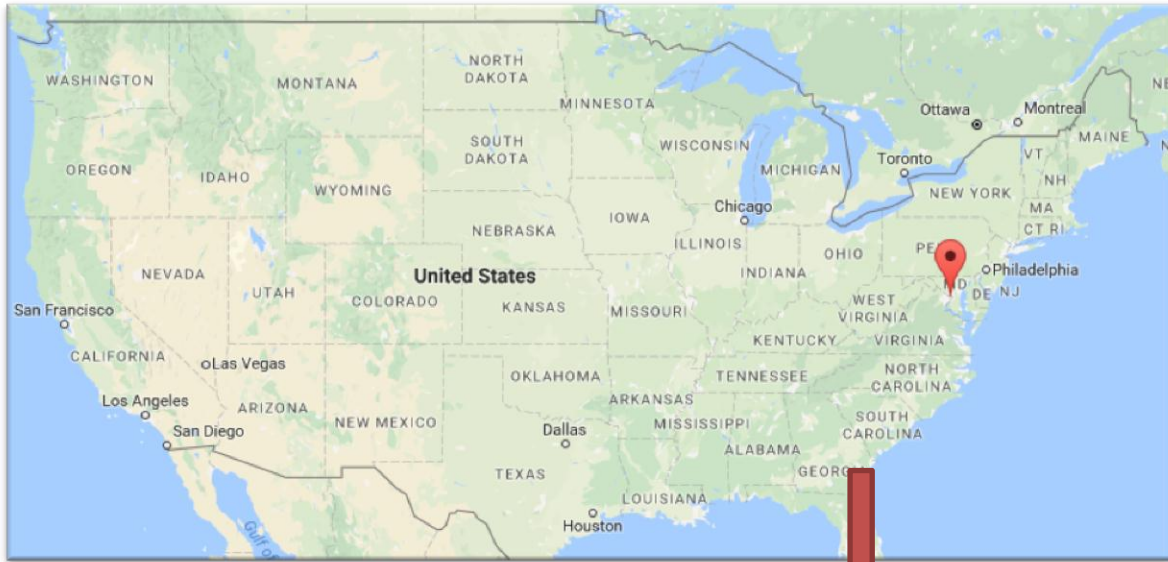 WASHINGTON
MONTANA
NORTH
DAKOTA
MINNESOTA
Ottawa
Montreal
MAINE
SOUTH
DAKOTA
WISCONSIN
MICHIGAN
Toronto
VT
NH
OREGON
IDAHO
WYOMING
NEW YORK
MA
CT RI
IOWA
Chicago
NEBRASKA
ILLINOIS
INDIANA
OHIO
Philadelphia
MD
DE
NJ
NEVADA
UTAH
COLORADO
United States
KANSAS
MISSOURI
WEST
VIRGINIA
KENTUCKY
VIRGINIA
San Francisco
CALIFORNIA
Las Vegas
OKLAHOMA
TENNESSEE
NORTH
CAROLINA
Los Angeles
ARIZONA
NEW MEXICO
ARKANSAS
MISSISSIPPI
SOUTH
CAROLINA
San Diego
Dallas
ALABAMA
TEXAS
GEORG
LOUISIANA
Houston
Gulf of